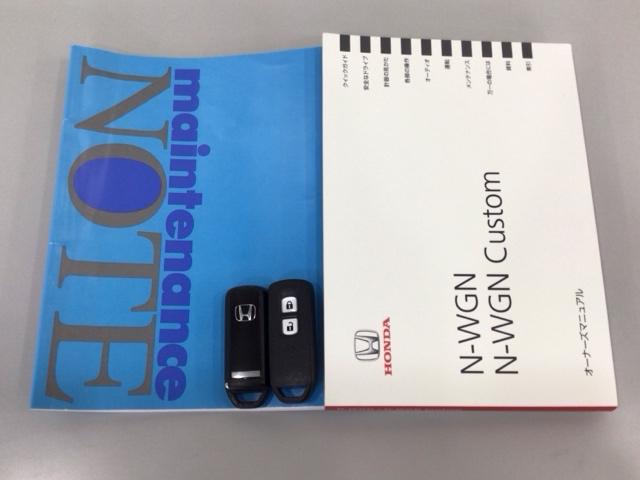 maintenance
NOTE
クイックガイド
安全なドライブ
計器の見かた
各部の操作
オーディオ
運転
メンテナンス
万一の場合には
資料
索引
N-WGN
N-WGN Custom
HONDA
オーナーズマニュアル